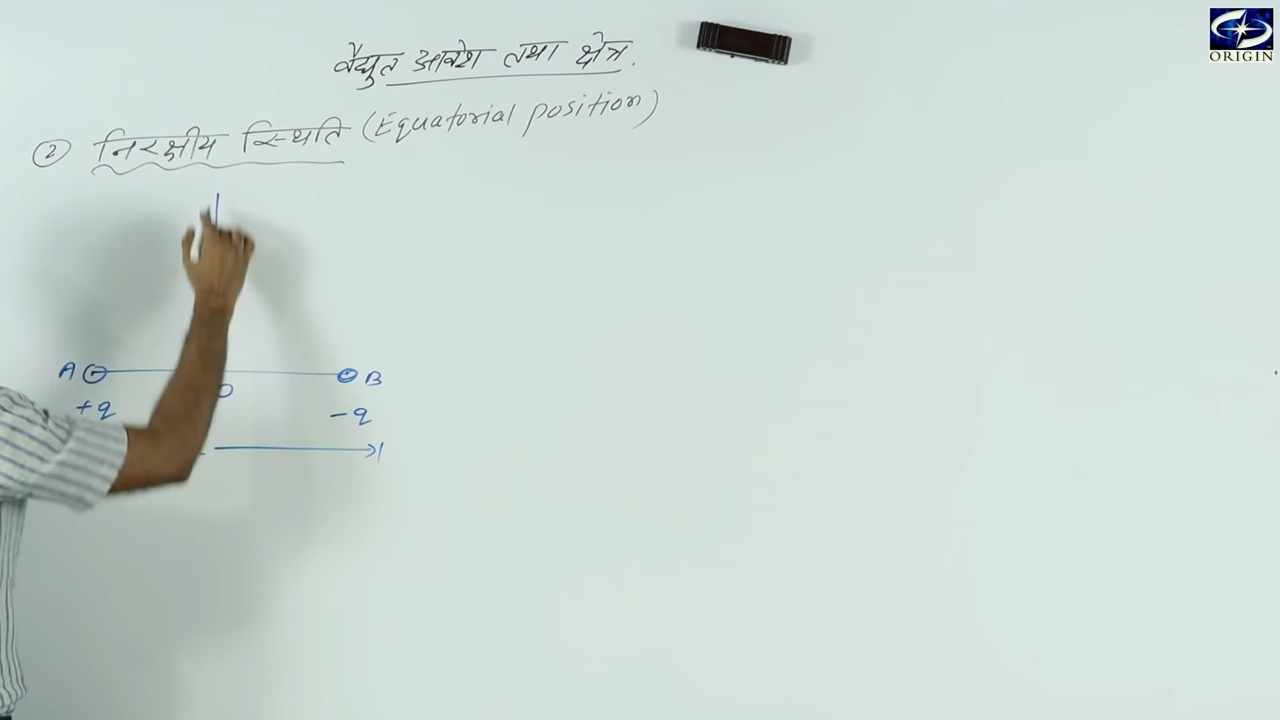 वैद्युत आवेश तथा क्षेत्र.
② निरक्षीय स्थिति (Equatorial position)
A B
O
+q -q
ORIGIN